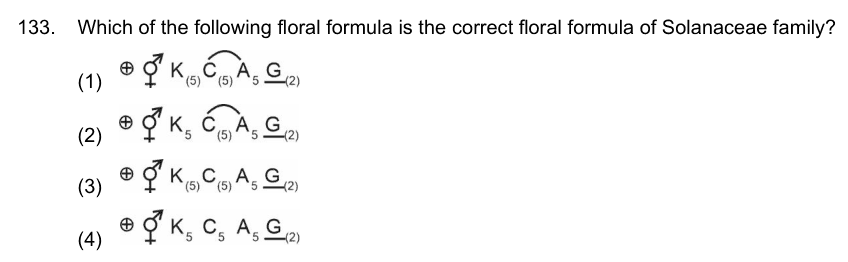 133. Which of the following floral formula is the correct floral formula of Solanaceae family?
(1) ⊕ ⚥ K₍₅₎ C₍₅₎ A₅ G̲₍₂₎
(2) ⊕ ⚥ K₅ C₍₅₎ A₅ G̲₍₂₎
(3) ⊕ ⚥ K₍₅₎ C₍₅₎ A₅ G̲₍₂₎
(4) ⊕ ⚥ K₅ C₅ A₅ G̲₍₂₎